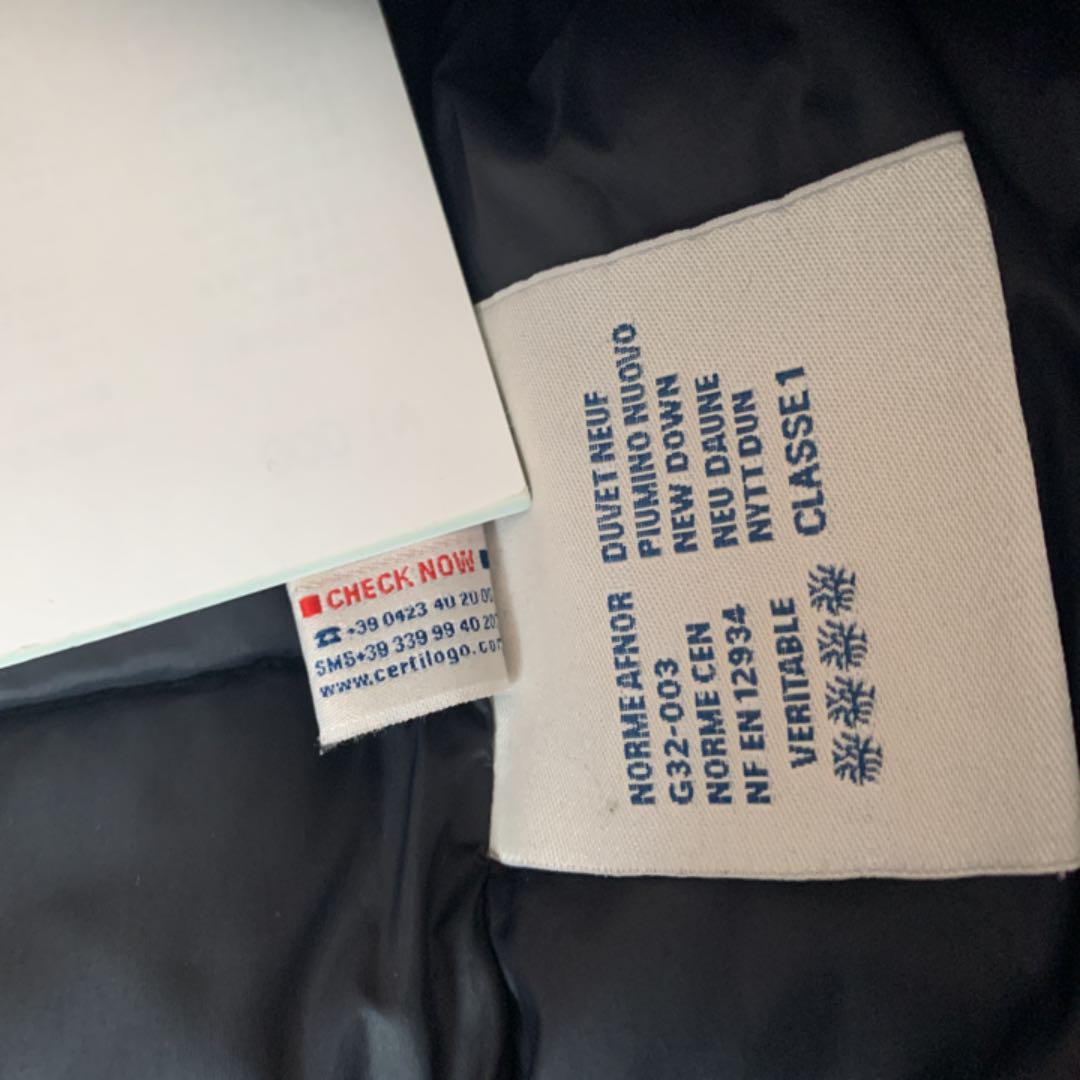 CHECK NOW
☎+39 0423 40 20 0
SMS+39 339 99 40 20
www.certilogo.co
NORME AFNOR DUVET NEUF
G32-003 PIUMINO NUOVO
NORME CEN NEW DOWN
NF EN 12934 NEU DAUNE
NYTT DUN
VERITABLE CLASSE 1